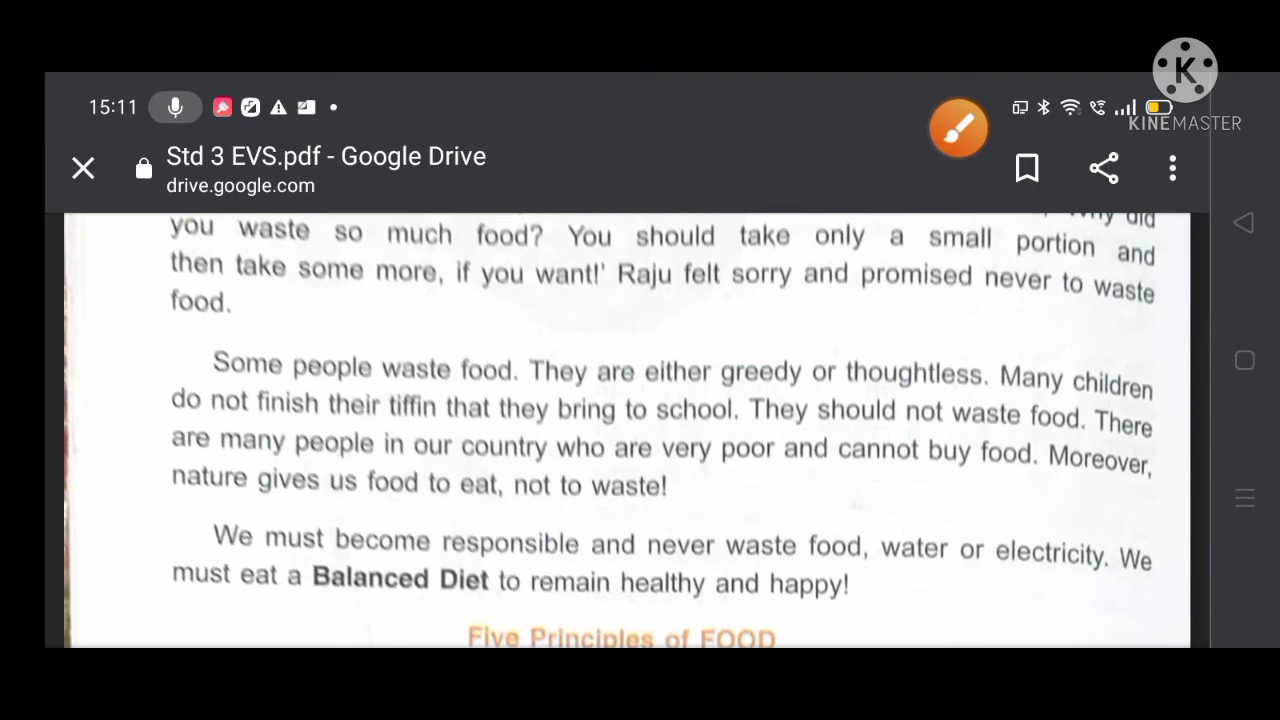 K
15:11
KINEMASTER
Std 3 EVS.pdf - Google Drive
drive.google.com
Why did
you waste so much food? You should take only a small portion and
then take some more, if you want!' Raju felt sorry and promised never to waste
food.
Some people waste food. They are either greedy or thoughtless. Many children
do not finish their tiffin that they bring to school. They should not waste food. There
are many people in our country who are very poor and cannot buy food. Moreover,
nature gives us food to eat, not to waste!
We must become responsible and never waste food, water or electricity. We
must eat a Balanced Diet to remain healthy and happy!
Five Principles of FOOD